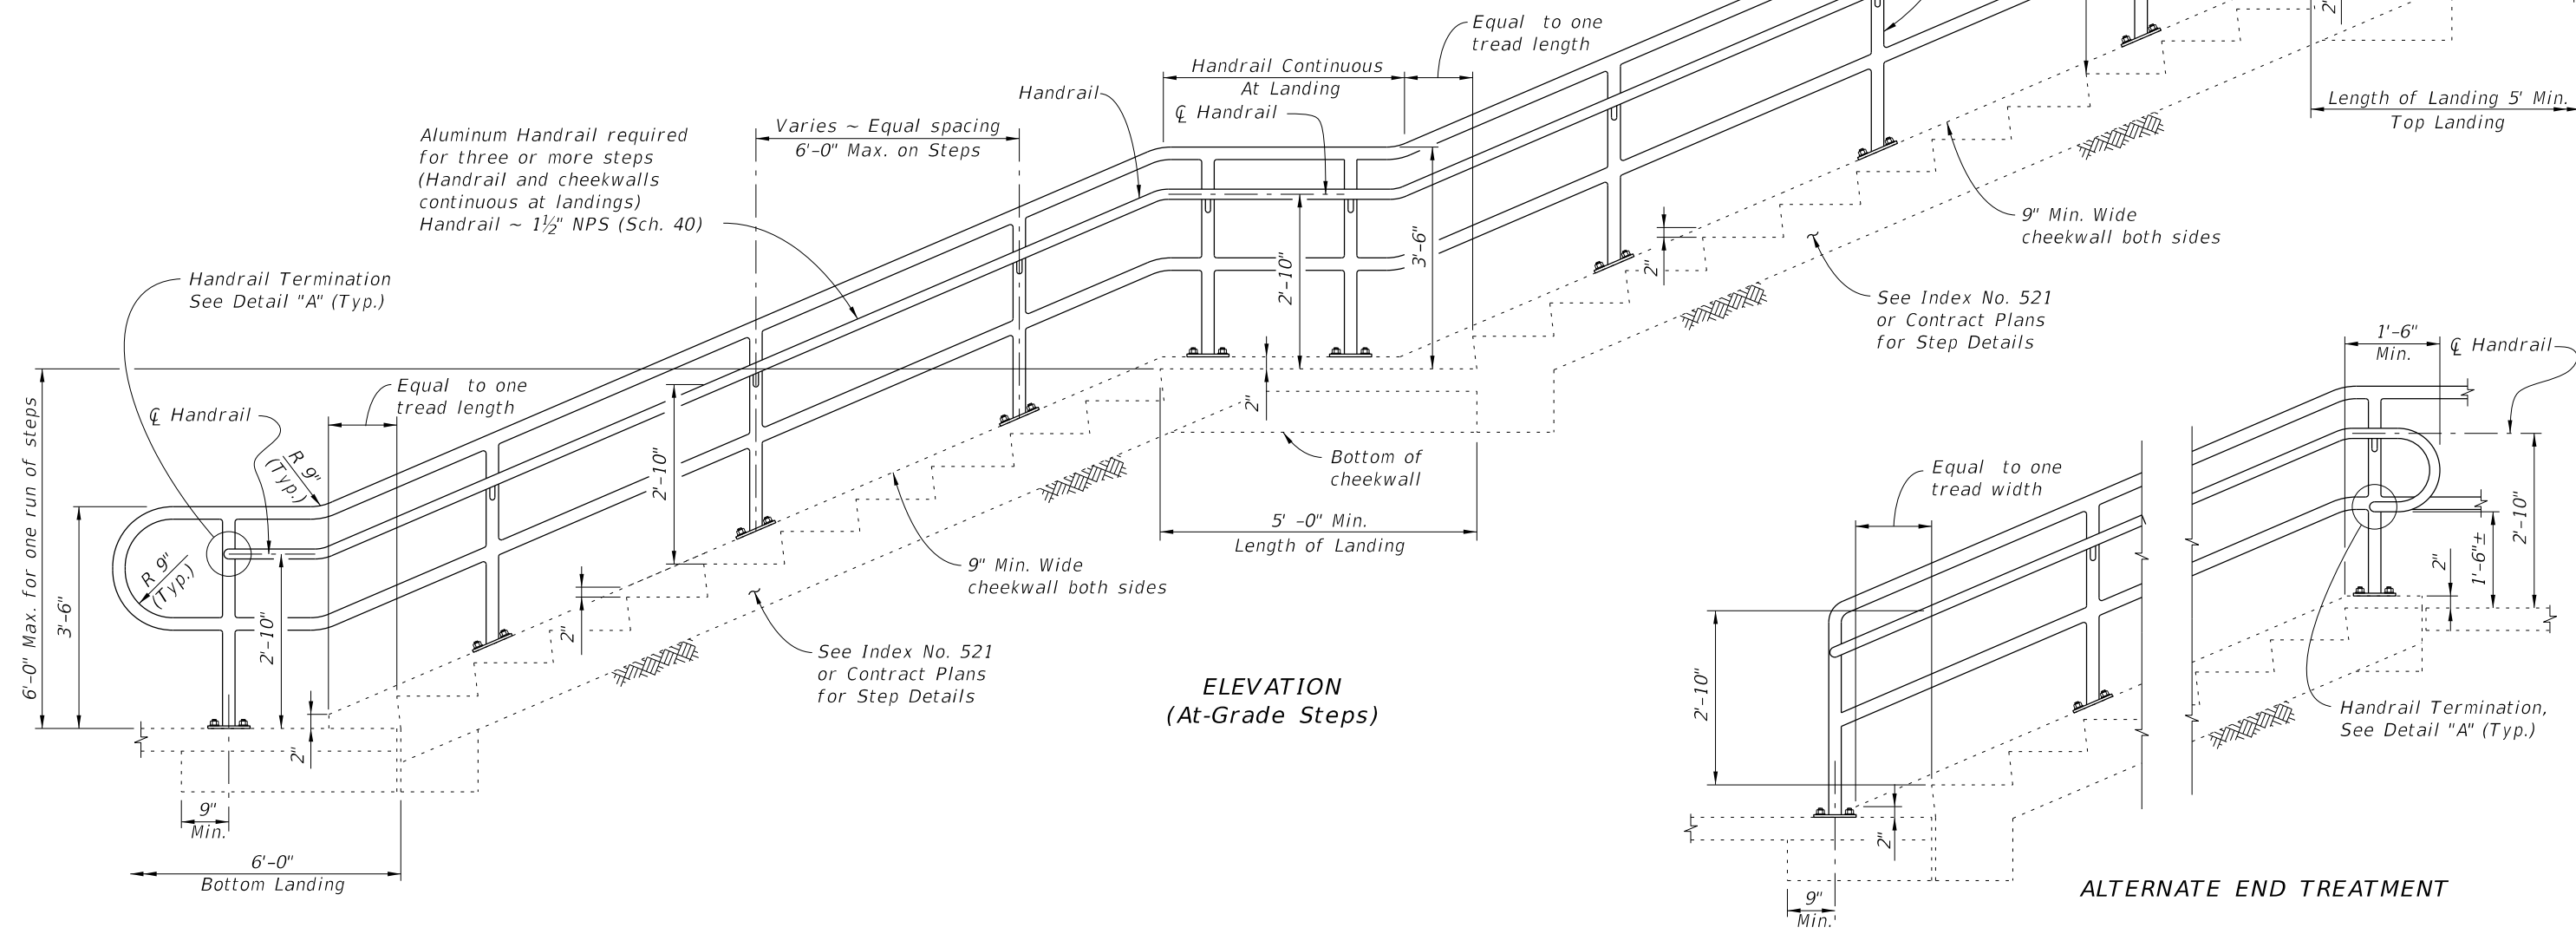 Equal to one
tread length
2"
Handrail Continuous
At Landing
Handrail
℄ Handrail
Length of Landing 5' Min.
Top Landing
Varies ~ Equal spacing
6'-0" Max. on Steps
Aluminum Handrail required
for three or more steps
(Handrail and cheekwalls
continuous at landings)
Handrail ~ 1½" NPS (Sch. 40)
9" Min. Wide
cheekwall both sides
3'-6"
2'-10"
2"
Handrail Termination
See Detail "A" (Typ.)
See Index No. 521
or Contract Plans
for Step Details
1'-6"
Min.
℄ Handrail
Equal to one
tread length
℄ Handrail
2"
6'-0" Max. for one run of steps
R 9"
(Typ.)
2'-10"
Bottom of
cheekwall
Equal to one
tread width
5' -0" Min.
Length of Landing
2'-10"
1'-6"±
2"
R 9"
(Typ.)
3'-6"
2'-10"
9" Min. Wide
cheekwall both sides
2"
See Index No. 521
or Contract Plans
for Step Details
ELEVATION
(At-Grade Steps)
2'-10"
Handrail Termination,
See Detail "A" (Typ.)
2"
9"
Min.
2"
6'-0"
Bottom Landing
ALTERNATE END TREATMENT
9"
Min.